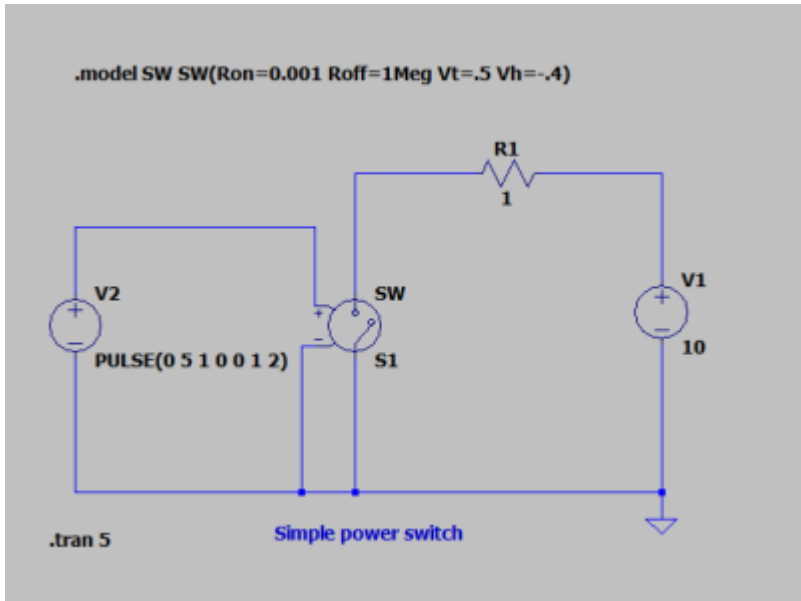 .model SW SW(Ron=0.001 Roff=1Meg Vt=.5 Vh=-.4)
R1
1
V2
SW
V1
+
+
+
-
-
-
PULSE(0 5 1 0 0 1 2)
S1
10
.tran 5
Simple power switch